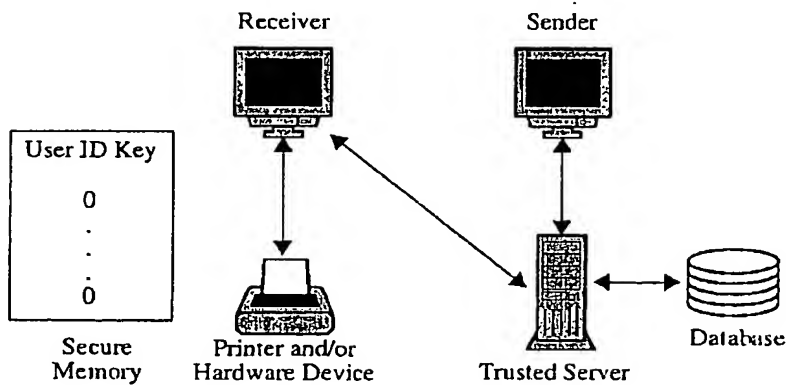 Receiver
Sender
User ID Key
0
.
.
.
0
Secure
Memory
Printer and/or
Hardware Device
Trusted Server
Database